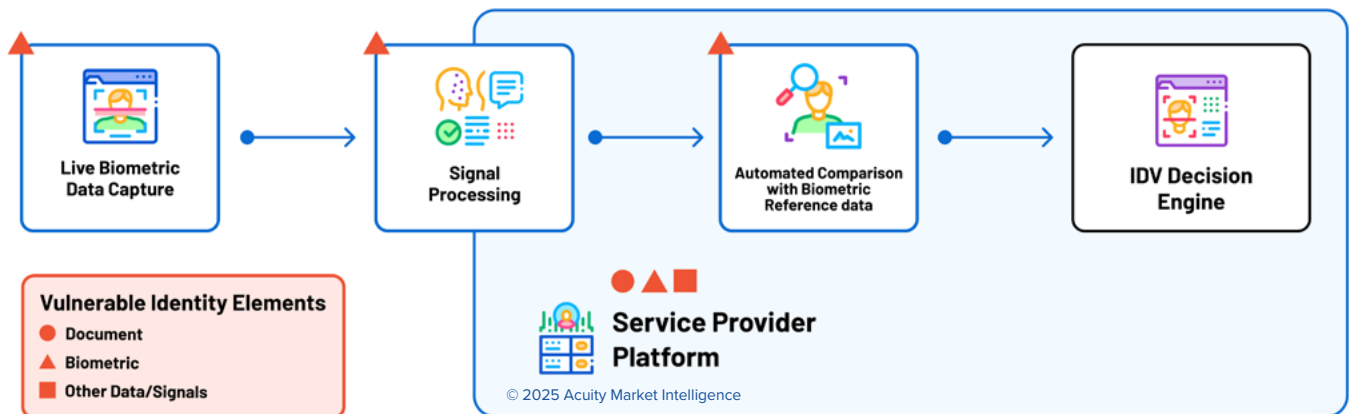 Live Biometric
Data Capture
Signal
Processing
Automated Comparison
with Biometric
Reference data
IDV Decision
Engine
Vulnerable Identity Elements
Document
Biometric
Other Data/Signals
Service Provider
Platform
© 2025 Acuity Market Intelligence